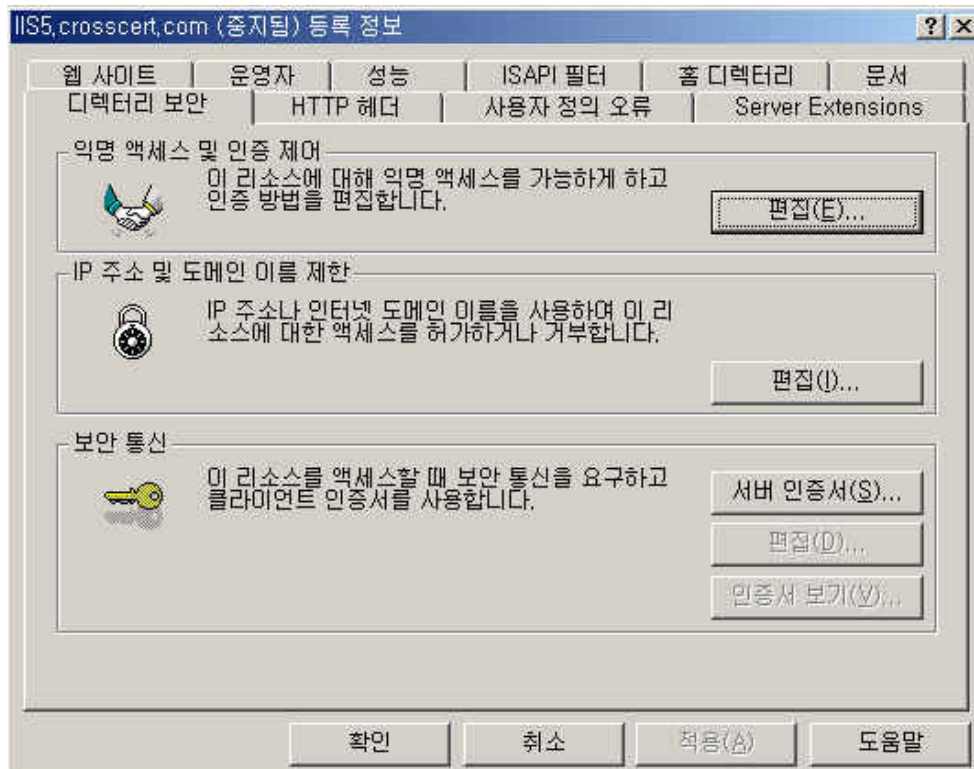 IIS5,crosscert,com (중지됨) 등록 정보
웹 사이트 운영자 성능 ISAPI 필터 홈 디렉터리 문서
디렉터리 보안 HTTP 헤더 사용자 정의 오류 Server Extensions
익명 액세스 및 인증 제어
이 리소스에 대해 익명 액세스를 가능하게 하고
인증 방법을 편집합니다.
편집(E)...
IP 주소 및 도메인 이름 제한
IP 주소나 인터넷 도메인 이름을 사용하여 이 리
소스에 대한 액세스를 허가하거나 거부합니다.
편집(I)...
보안 통신
이 리소스를 액세스할 때 보안 통신을 요구하고
클라이언트 인증서를 사용합니다.
서버 인증서(S)...
편집(D)...
인증서 보기(V)...
확인 취소 적용(A) 도움말